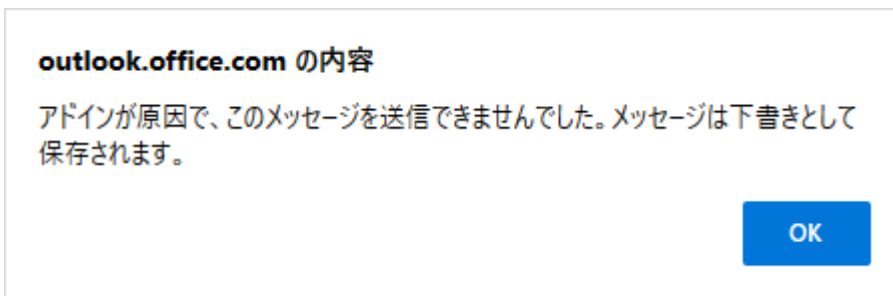 outlook.office.com の内容
アドインが原因で、このメッセージを送信できませんでした。メッセージは下書きとして
保存されます。
OK